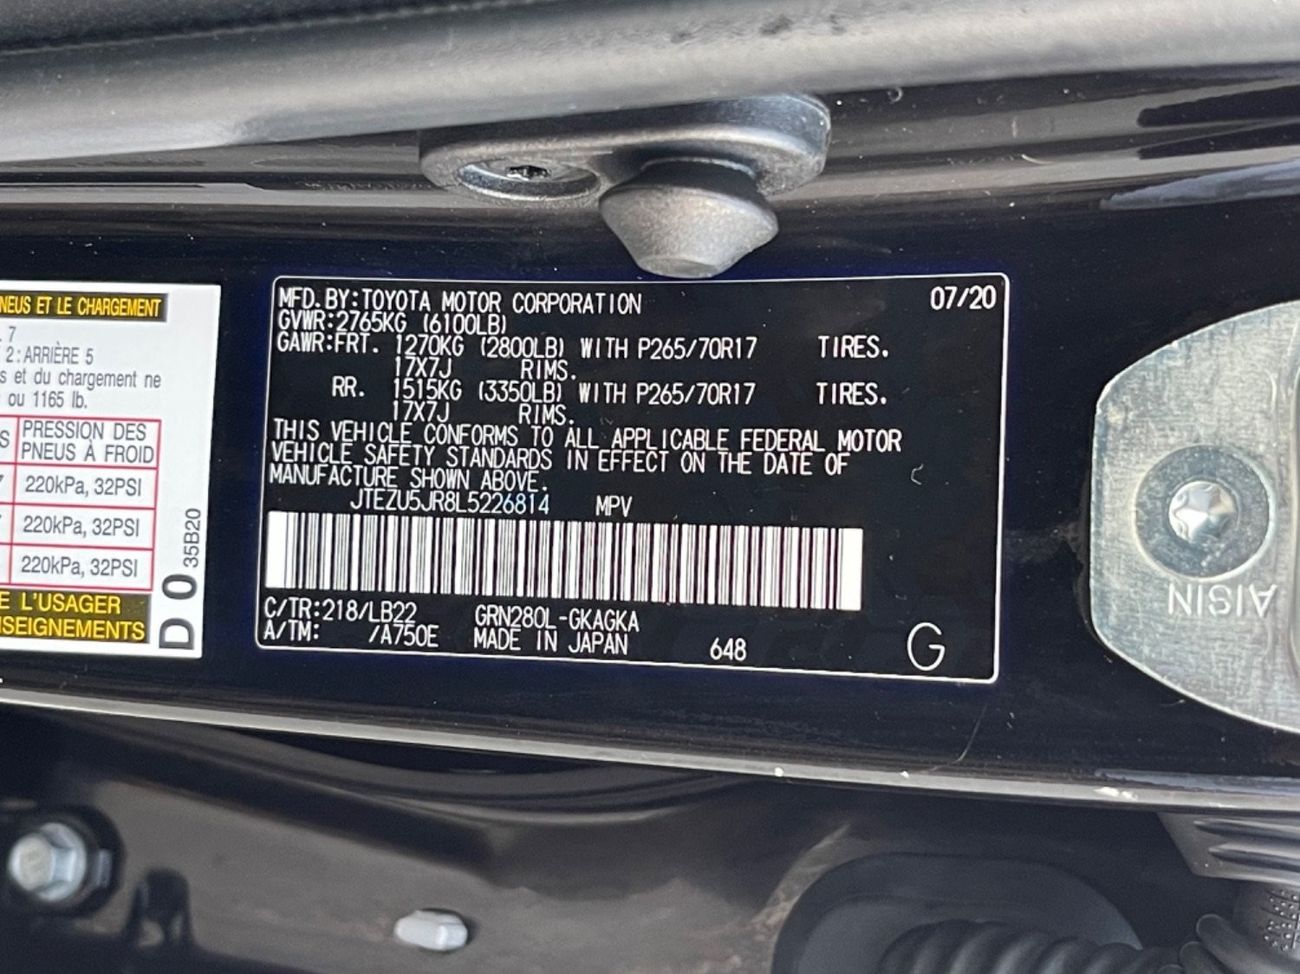 NEUS ET LE CHARGEMENT
7
2:ARRIÈRE 5
s et du chargement ne
ou 1165 lb.
S PRESSION DES
PNEUS À FROID
220kPa, 32PSI
220kPa, 32PSI
220kPa, 32PSI
E L'USAGER
SEIGNEMENTS
D O 35B20
MFD.BY:TOYOTA MOTOR CORPORATION 07/20
GVWR:2765KG (6100LB)
GAWR:FRT. 1270KG (2800LB) WITH P265/70R17 TIRES.
17X7J RIMS.
RR. 1515KG (3350LB) WITH P265/70R17 TIRES.
17X7J RIMS.
THIS VEHICLE CONFORMS TO ALL APPLICABLE FEDERAL MOTOR
VEHICLE SAFETY STANDARDS IN EFFECT ON THE DATE OF
MANUFACTURE SHOWN ABOVE.
JTEZU5JR8L5226814 MPV
C/TR:218/LB22 GRN280L-GKAGKA
A/TM: /A750E MADE IN JAPAN 648 G
AISIN